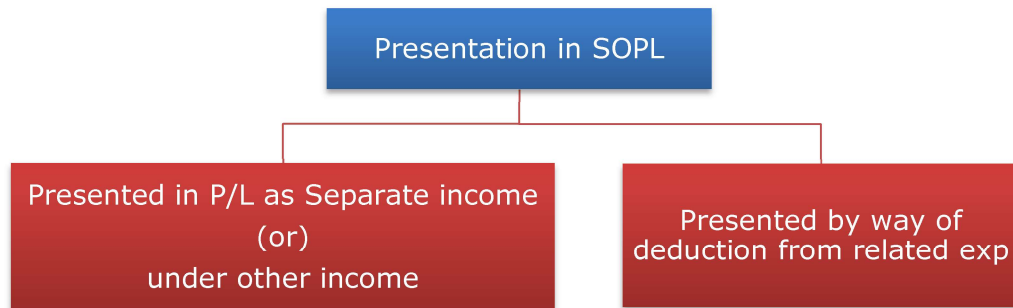 Presentation in SOPL
Presented in P/L as Separate income
(or)
under other income
Presented by way of
deduction from related exp